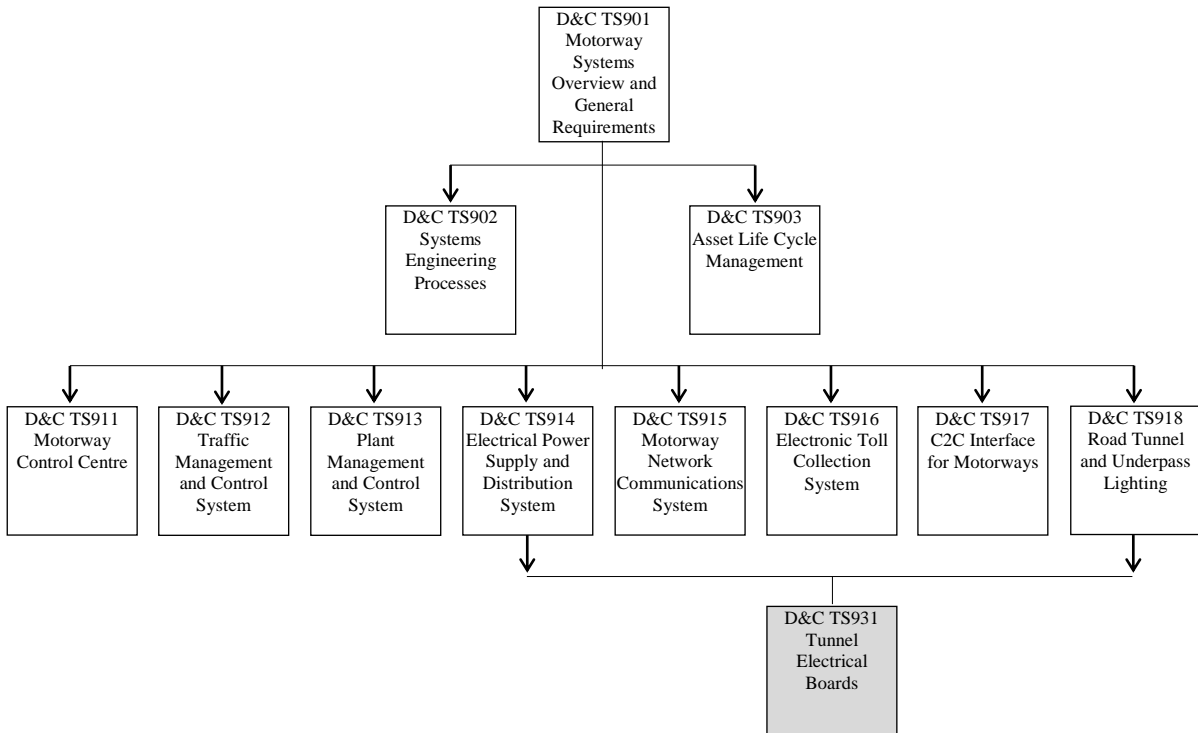 D&C TS901
Motorway
Systems
Overview and
General
Requirements
D&C TS902
Systems
Engineering
Processes
D&C TS903
Asset Life Cycle
Management
D&C TS911
Motorway
Control Centre
D&C TS912
Traffic
Management
and Control
System
D&C TS913
Plant
Management
and Control
System
D&C TS914
Electrical Power
Supply and
Distribution
System
D&C TS915
Motorway
Network
Communications
System
D&C TS916
Electronic Toll
Collection
System
D&C TS917
C2C Interface
for Motorways
D&C TS918
Road Tunnel
and Underpass
Lighting
D&C TS931
Tunnel
Electrical
Boards